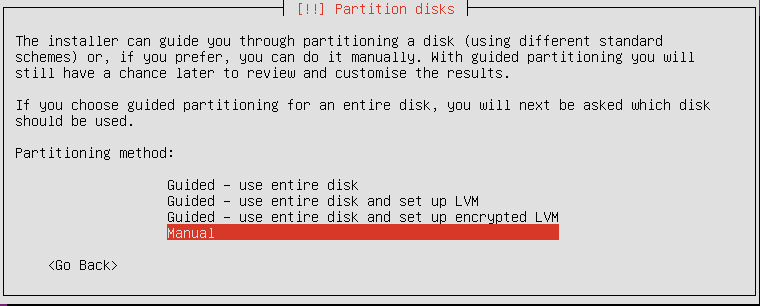 [!!] Partition disks
The installer can guide you through partitioning a disk (using different standard
schemes) or, if you prefer, you can do it manually. With guided partitioning you will
still have a chance later to review and customise the results.
If you choose guided partitioning for an entire disk, you will next be asked which disk
should be used.
Partitioning method:
Guided - use entire disk
Guided - use entire disk and set up LVM
Guided - use entire disk and set up encrypted LVM
Manual
<Go Back>